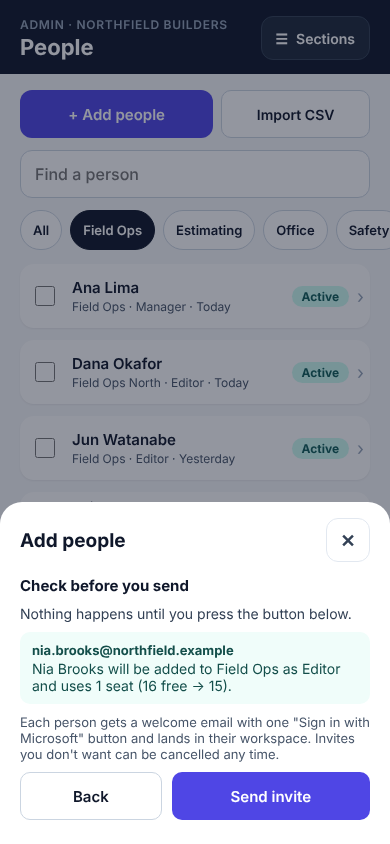 ADMIN · NORTHFIELD BUILDERS
People
☰ Sections
+ Add people
Import CSV
Find a person
All
Field Ops
Estimating
Office
Safety
Ana Lima
Field Ops · Manager · Today
Active
Dana Okafor
Field Ops North · Editor · Today
Active
Jun Watanabe
Field Ops · Editor · Yesterday
Active
Add people
✕
Check before you send
Nothing happens until you press the button below.
nia.brooks@northfield.example
Nia Brooks will be added to Field Ops as Editor
and uses 1 seat (16 free → 15).
Each person gets a welcome email with one "Sign in with
Microsoft" button and lands in their workspace. Invites
you don't want can be cancelled any time.
Back
Send invite